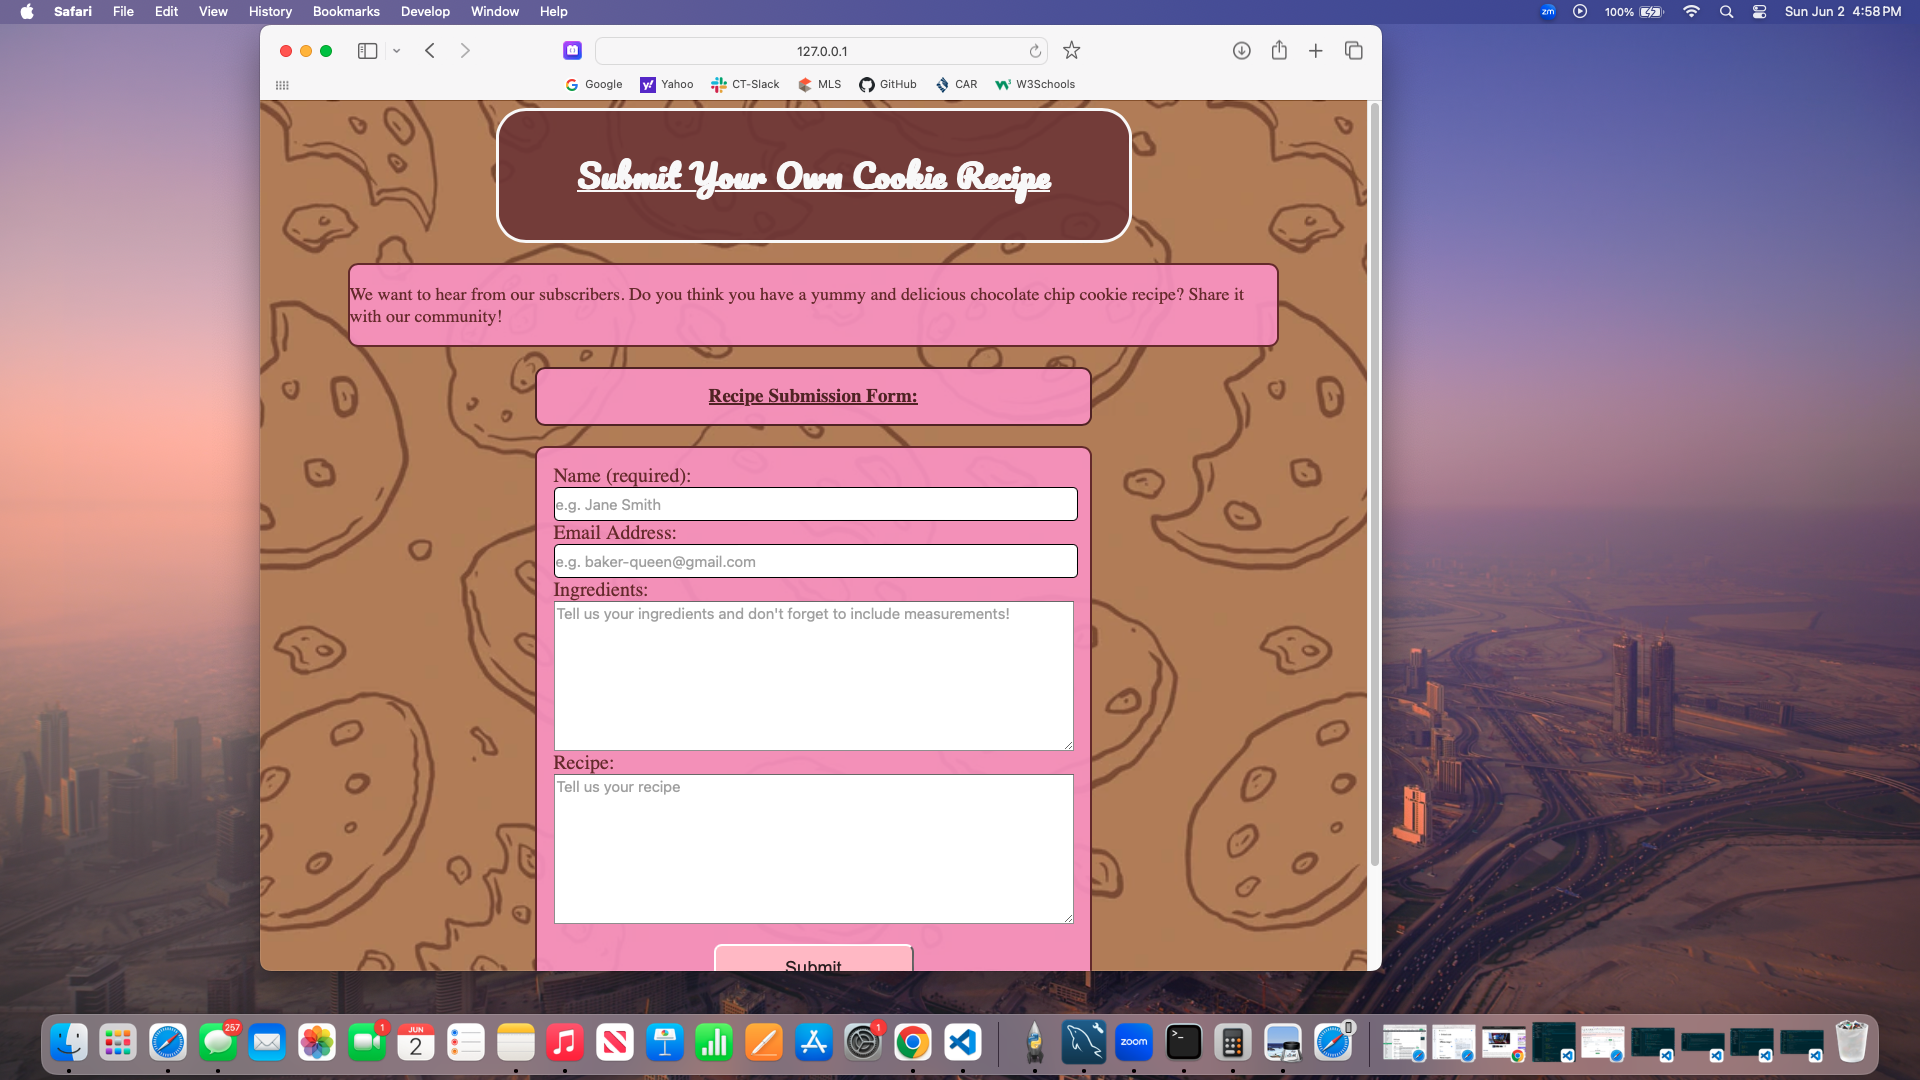 Safari File Edit View History Bookmarks Develop Window Help
zm 100% Sun Jun 2 4:58 PM
127.0.0.1
Google Yahoo CT-Slack MLS GitHub CAR W3Schools
Submit Your Own Cookie Recipe
We want to hear from our subscribers. Do you think you have a yummy and delicious chocolate chip cookie recipe? Share it
with our community!
Recipe Submission Form:
Name (required):
e.g. Jane Smith
Email Address:
e.g. baker-queen@gmail.com
Ingredients:
Tell us your ingredients and don't forget to include measurements!
Recipe:
Tell us your recipe
Submit
257 1 JUN 2 1 zoom